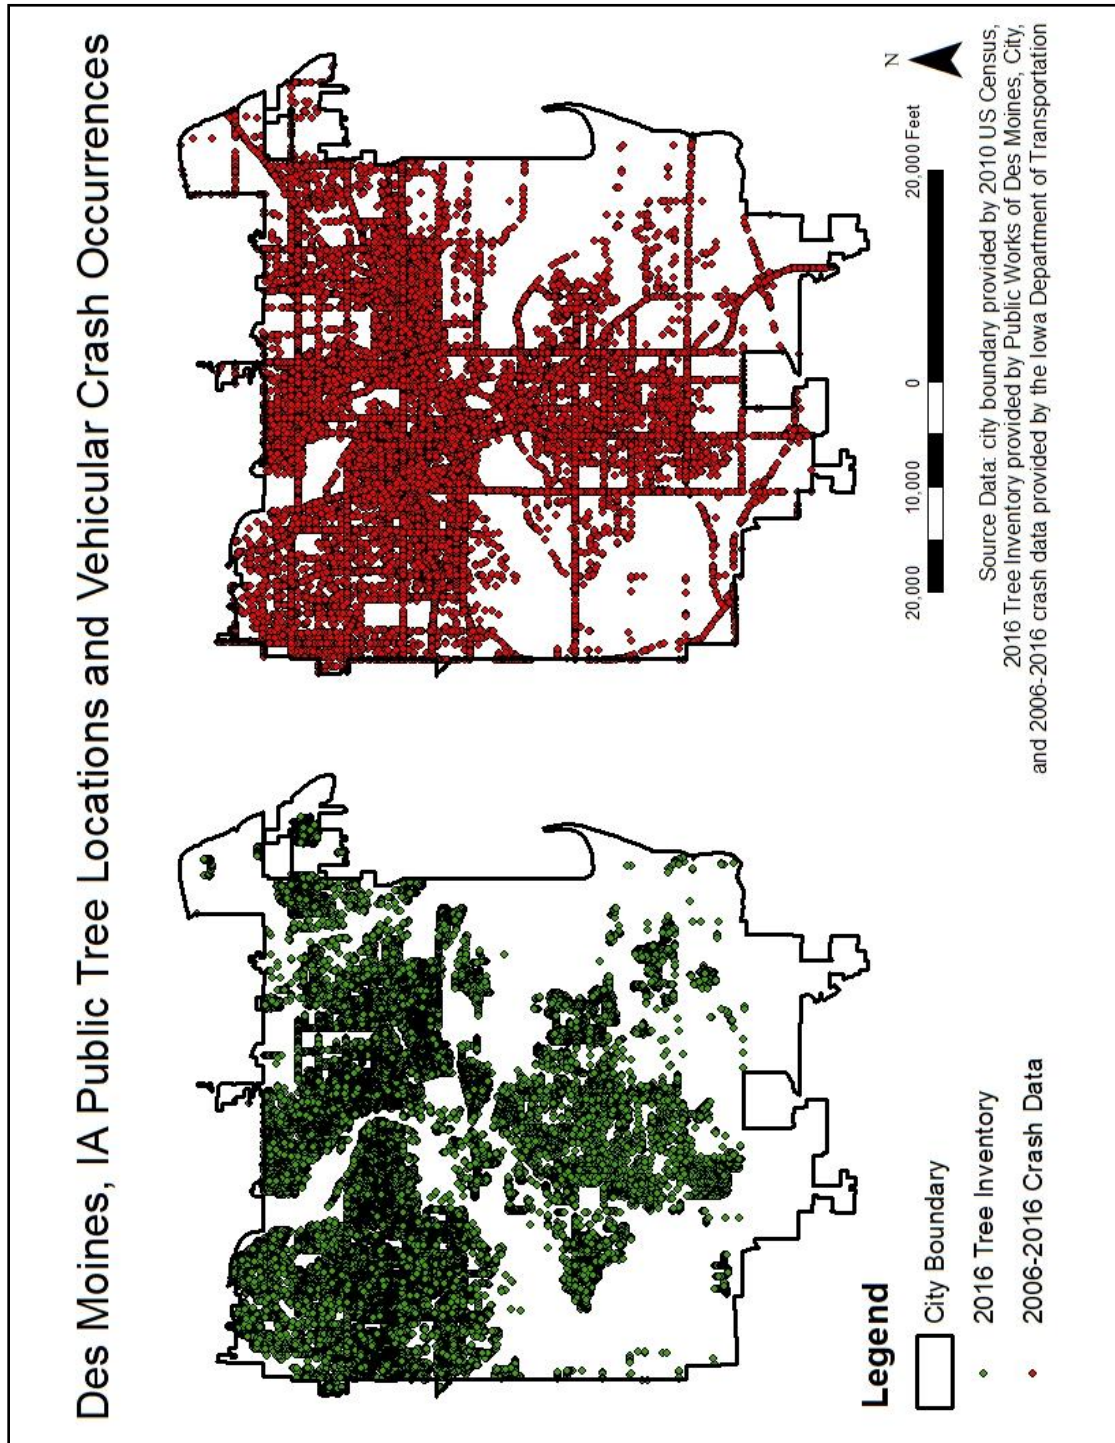 Des Moines, IA Public Tree Locations and Vehicular Crash Occurrences
Legend
City Boundary
2016 Tree Inventory
2006-2016 Crash Data
N
20,000 10,000 0 20,000 Feet
Source Data: city boundary provided by 2010 US Census,
2016 Tree Inventory provided by Public Works of Des Moines, City,
and 2006-2016 crash data provided by the Iowa Department of Transportation